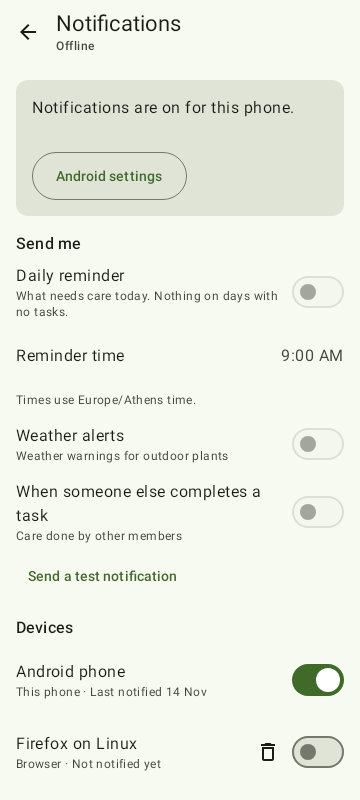 Notifications
Offline
Notifications are on for this phone.
Android settings
Send me
Daily reminder
What needs care today. Nothing on days with
no tasks.
Reminder time
9:00 AM
Times use Europe/Athens time.
Weather alerts
Weather warnings for outdoor plants
When someone else completes a
task
Care done by other members
Send a test notification
Devices
Android phone
This phone · Last notified 14 Nov
Firefox on Linux
Browser · Not notified yet